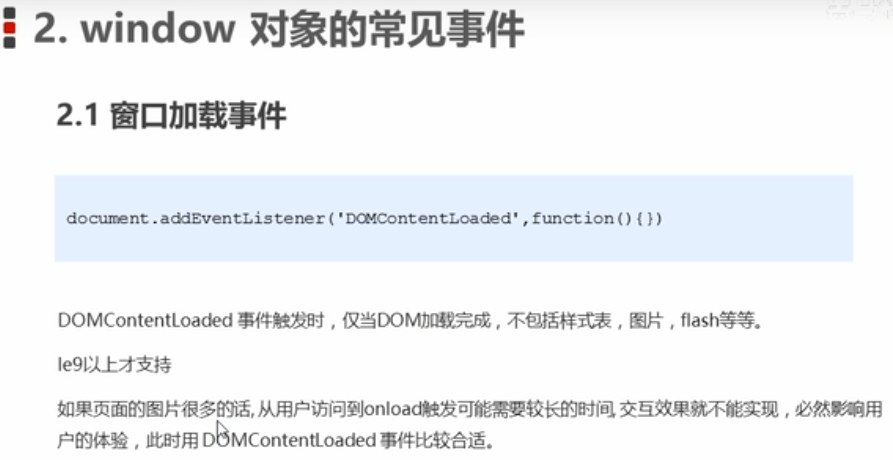 2. window 对象的常见事件
2.1 窗口加载事件
document.addEventListener('DOMContentLoaded',function(){})
DOMContentLoaded 事件触发时，仅当DOM加载完成，不包括样式表，图片，flash等等。
Ie9以上才支持
如果页面的图片很多的话, 从用户访问到onload触发可能需要较长的时间, 交互效果就不能实现，必然影响用
户的体验，此时用 DOMContentLoaded 事件比较合适。